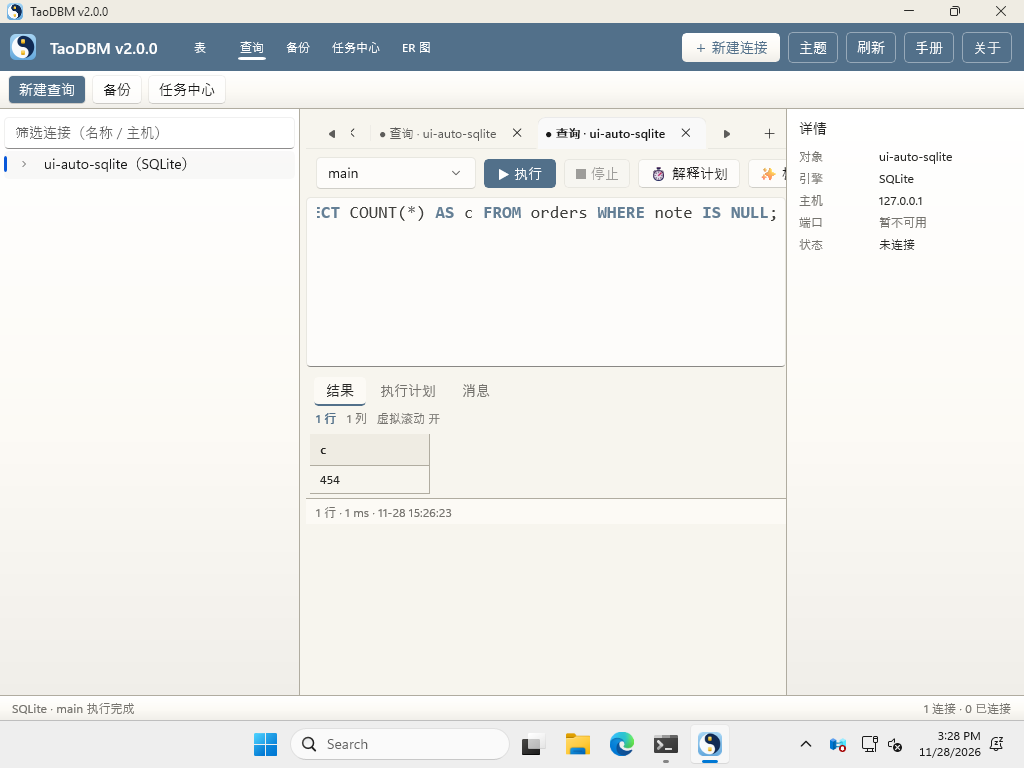 TaoDBM v2.0.0
TaoDBM v2.0.0
表
查询
备份
任务中心
ER 图
+ 新建连接
主题
刷新
手册
关于
新建查询
备份
任务中心
筛选连接（名称 / 主机）
ui-auto-sqlite（SQLite）
• 查询 · ui-auto-sqlite
• 查询 · ui-auto-sqlite
main
执行
停止
解释计划
ECT COUNT(*) AS c FROM orders WHERE note IS NULL;
结果
执行计划
消息
1 行 1 列 虚拟滚动 开
c
454
1 行 · 1 ms · 11-28 15:26:23
详情
对象 ui-auto-sqlite
引擎 SQLite
主机 127.0.0.1
端口 暂不可用
状态 未连接
SQLite · main 执行完成
1 连接 · 0 已连接
Search
3:28 PM
11/28/2026